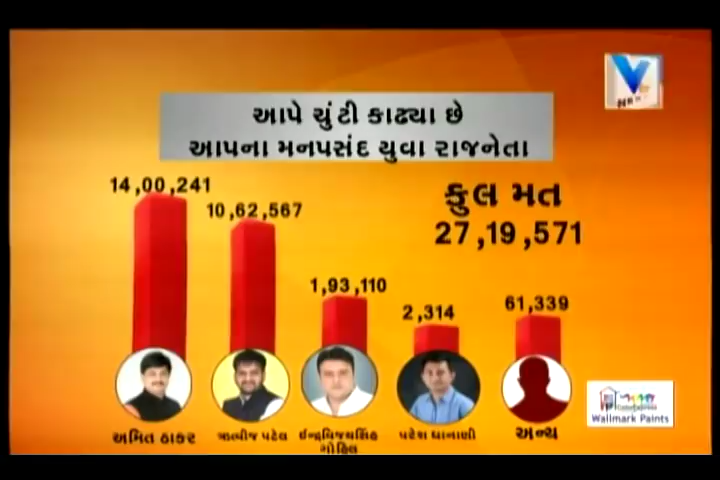 આપે ચુંટી કાઢ્યા છે
આપના મનપસંદ યુવા રાજનેતા
કુલ મત
27,19,571
14,00,241
10,62,567
1,93,110
2,314
61,339
અમિત ઠાકર
ઋત્વીજ પટેલ
ઈન્દ્રવિજયસિંહ
ગોહિલ
પરેશ ધાનાણી
અન્ય
Wallmark Paints